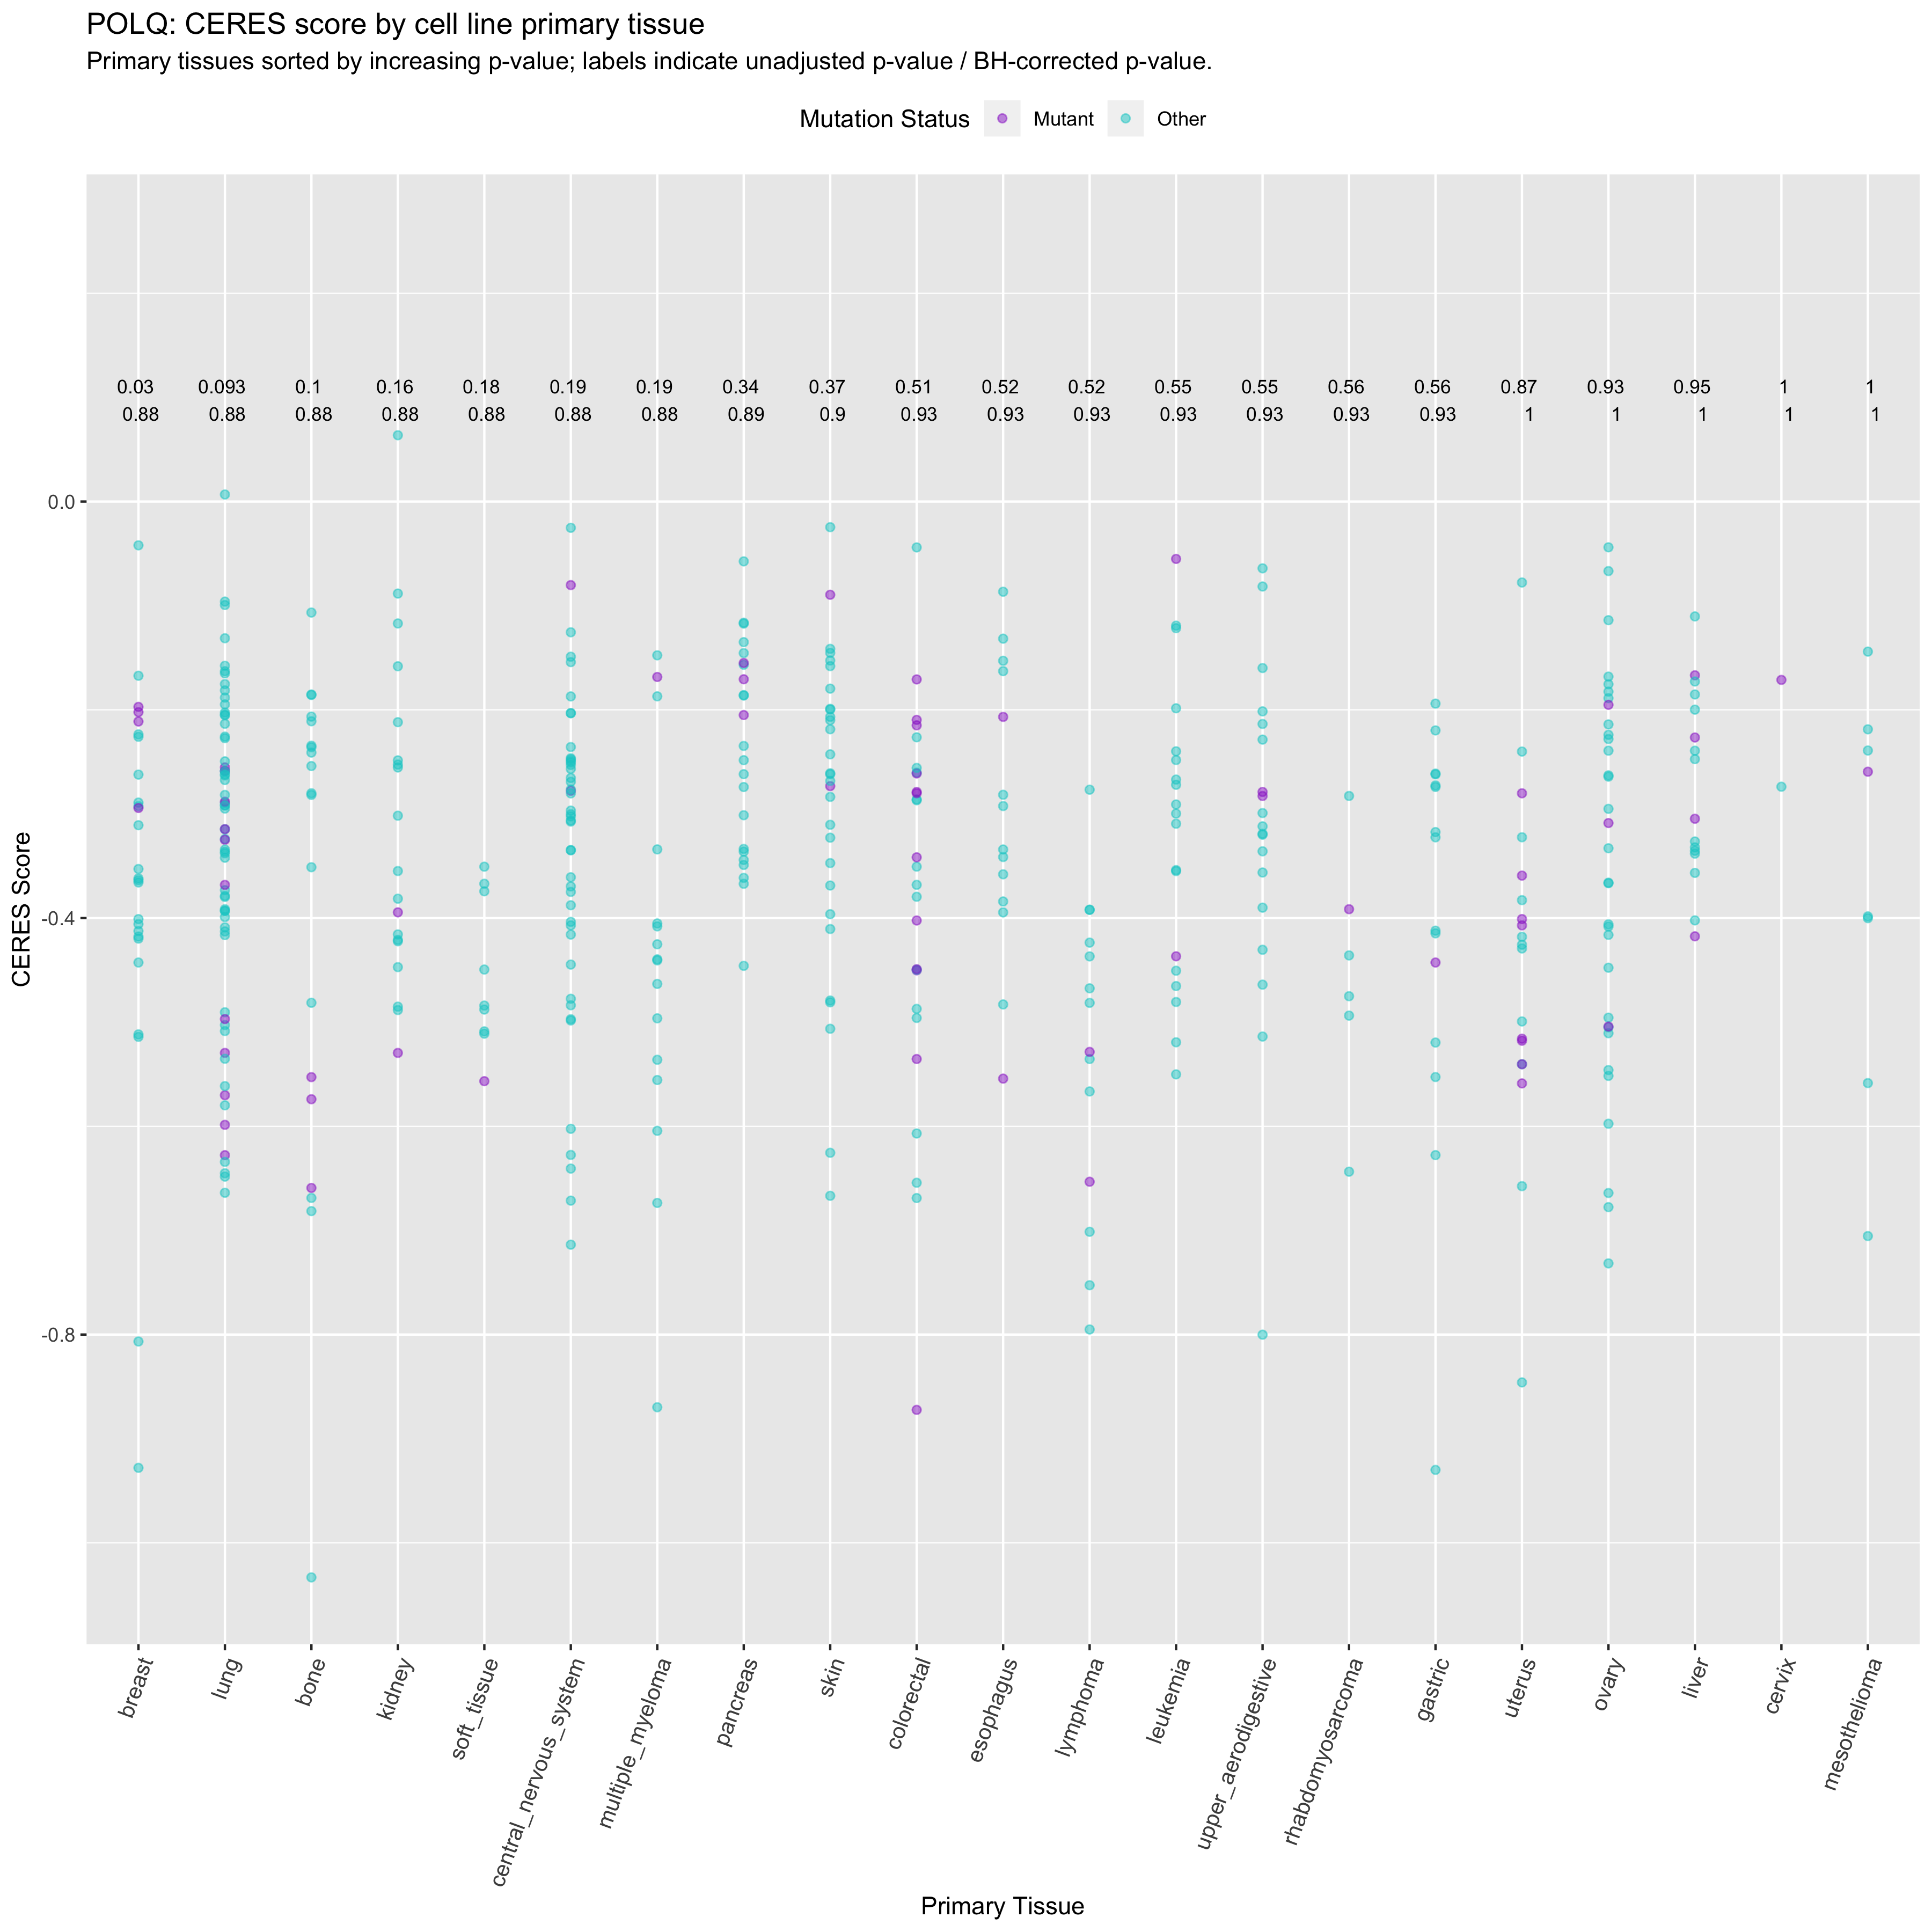 POLQ: CERES score by cell line primary tissue
Primary tissues sorted by increasing p-value; labels indicate unadjusted p-value / BH-corrected p-value.
Mutation Status Mutant Other
0.03 0.093 0.1 0.16 0.18 0.19 0.19 0.34 0.37 0.51 0.52 0.52 0.55 0.55 0.56 0.56 0.87 0.93 0.95 1 1
0.88 0.88 0.88 0.88 0.88 0.88 0.88 0.89 0.9 0.93 0.93 0.93 0.93 0.93 0.93 0.93 1 1 1 1 1
0.0
-0.4
-0.8
CERES Score
breast lung bone kidney soft_tissue central_nervous_system multiple_myeloma pancreas skin colorectal esophagus lymphoma leukemia upper_aerodigestive rhabdomyosarcoma gastric uterus ovary liver cervix mesothelioma
Primary Tissue